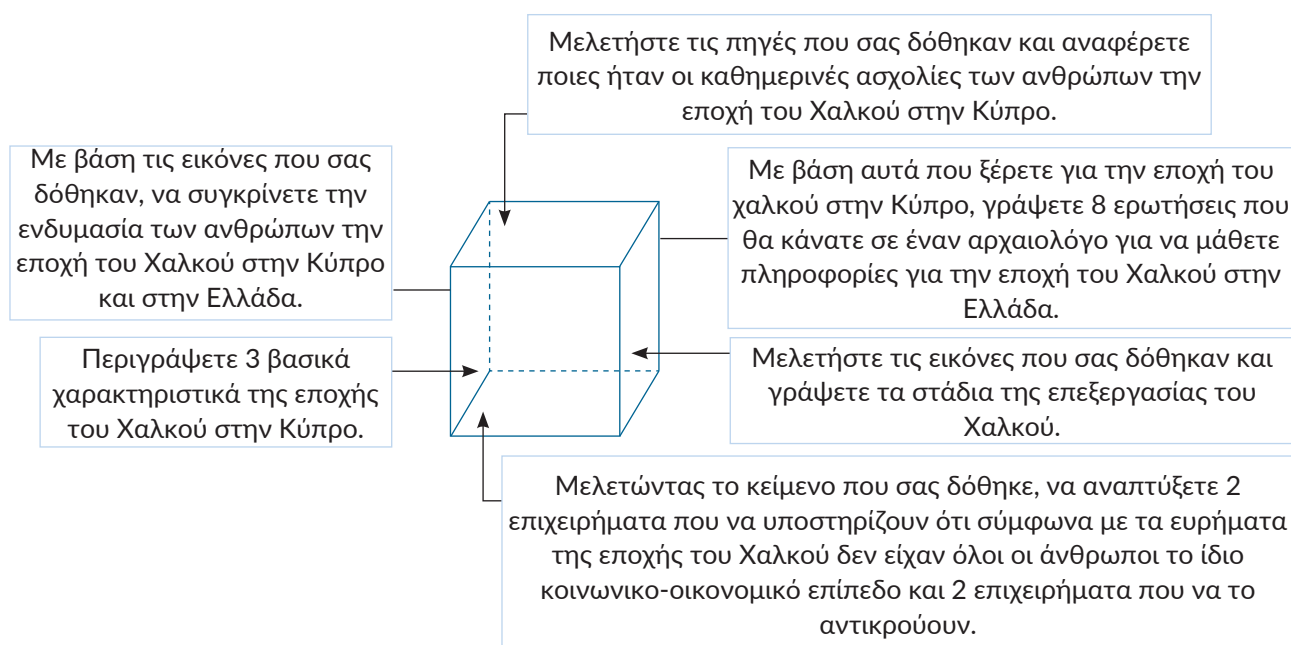 Μελετήστε τις πηγές που σας δόθηκαν και αναφέρετε
ποιες ήταν οι καθημερινές ασχολίες των ανθρώπων την
εποχή του Χαλκού στην Κύπρο.
Με βάση τις εικόνες που σας
δόθηκαν, να συγκρίνετε την
ενδυμασία των ανθρώπων την
εποχή του Χαλκού στην Κύπρο
και στην Ελλάδα.
Με βάση αυτά που ξέρετε για την εποχή του
χαλκού στην Κύπρο, γράψετε 8 ερωτήσεις που
θα κάνατε σε έναν αρχαιολόγο για να μάθετε
πληροφορίες για την εποχή του Χαλκού στην
Ελλάδα.
Περιγράψετε 3 βασικά
χαρακτηριστικά της εποχής
του Χαλκού στην Κύπρο.
Μελετήστε τις εικόνες που σας δόθηκαν και
γράψετε τα στάδια της επεξεργασίας του
Χαλκού.
Μελετώντας το κείμενο που σας δόθηκε, να αναπτύξετε 2
επιχειρήματα που να υποστηρίζουν ότι σύμφωνα με τα ευρήματα
της εποχής του Χαλκού δεν είχαν όλοι οι άνθρωποι το ίδιο
κοινωνικο-οικονομικό επίπεδο και 2 επιχειρήματα που να το
αντικρούουν.